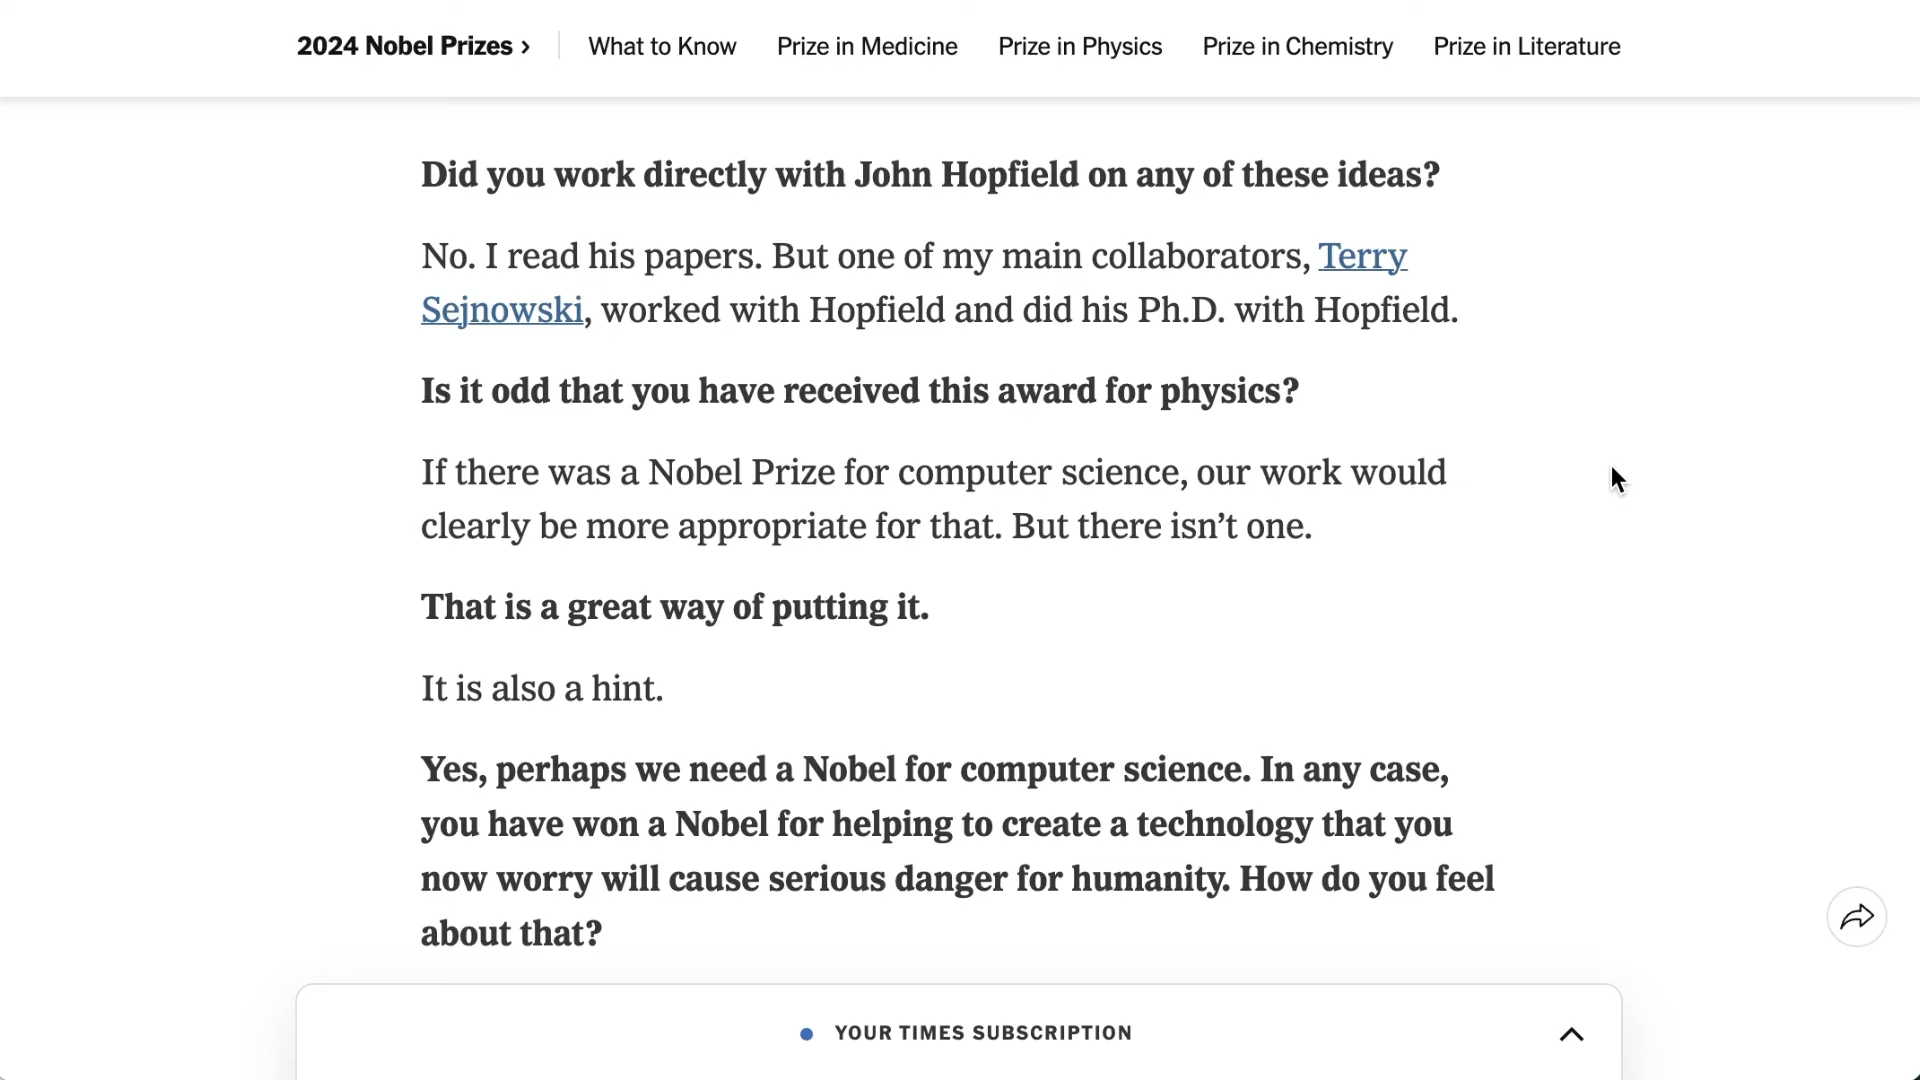 2024 Nobel Prizes › What to Know Prize in Medicine Prize in Physics Prize in Chemistry Prize in Literature
Did you work directly with John Hopfield on any of these ideas?
No. I read his papers. But one of my main collaborators, Terry
Sejnowski, worked with Hopfield and did his Ph.D. with Hopfield.
Is it odd that you have received this award for physics?
If there was a Nobel Prize for computer science, our work would
clearly be more appropriate for that. But there isn’t one.
That is a great way of putting it.
It is also a hint.
Yes, perhaps we need a Nobel for computer science. In any case,
you have won a Nobel for helping to create a technology that you
now worry will cause serious danger for humanity. How do you feel
about that?
YOUR TIMES SUBSCRIPTION